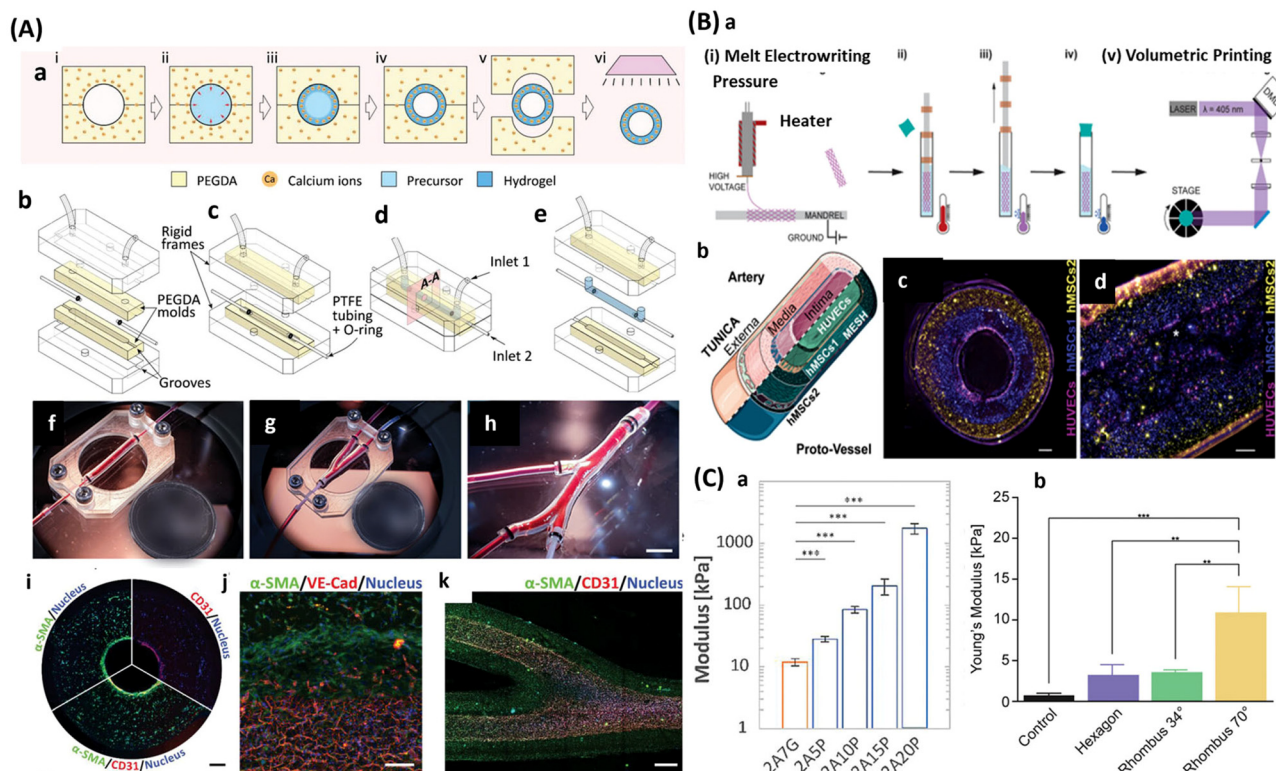 (A)
a
i
ii
iii
iv
v
vi
PEGDA
Ca
Calcium ions
Precursor
Hydrogel
b
c
d
e
Rigid frames
PEGDA
molds
Grooves
PTFE
tubing
+ O-ring
A-A
Inlet 1
Inlet 2
f
g
h
i
α-SMA/Nucleus
CD31/Nucleus
α-SMA/CD31/Nucleus
j
α-SMA/VE-Cad/Nucleus
k
α-SMA/CD31/Nucleus
(B)
a
(i) Melt Electrowriting
Pressure
Heater
HIGH
VOLTAGE
MANDREL
GROUND
ii)
iii)
iv)
(v) Volumetric Printing
LASER
λ = 405 nm
DM
STAGE
b
Artery
TUNICA
Externa
Media
Intima
HUVECs
hMSCs1
MESH
hMSCs2
Proto-Vessel
c
d
*
HUVECs hMSCs1 hMSCs2
(C)
a
Modulus [kPa]
1000
100
10
1
***
***
***
2A7G
2A5P
2A10P
2A15P
2A20P
b
Young's Modulus [kPa]
25
20
15
10
5
0
***
**
**
Control
Hexagon
Rhombus 34°
Rhombus 70°